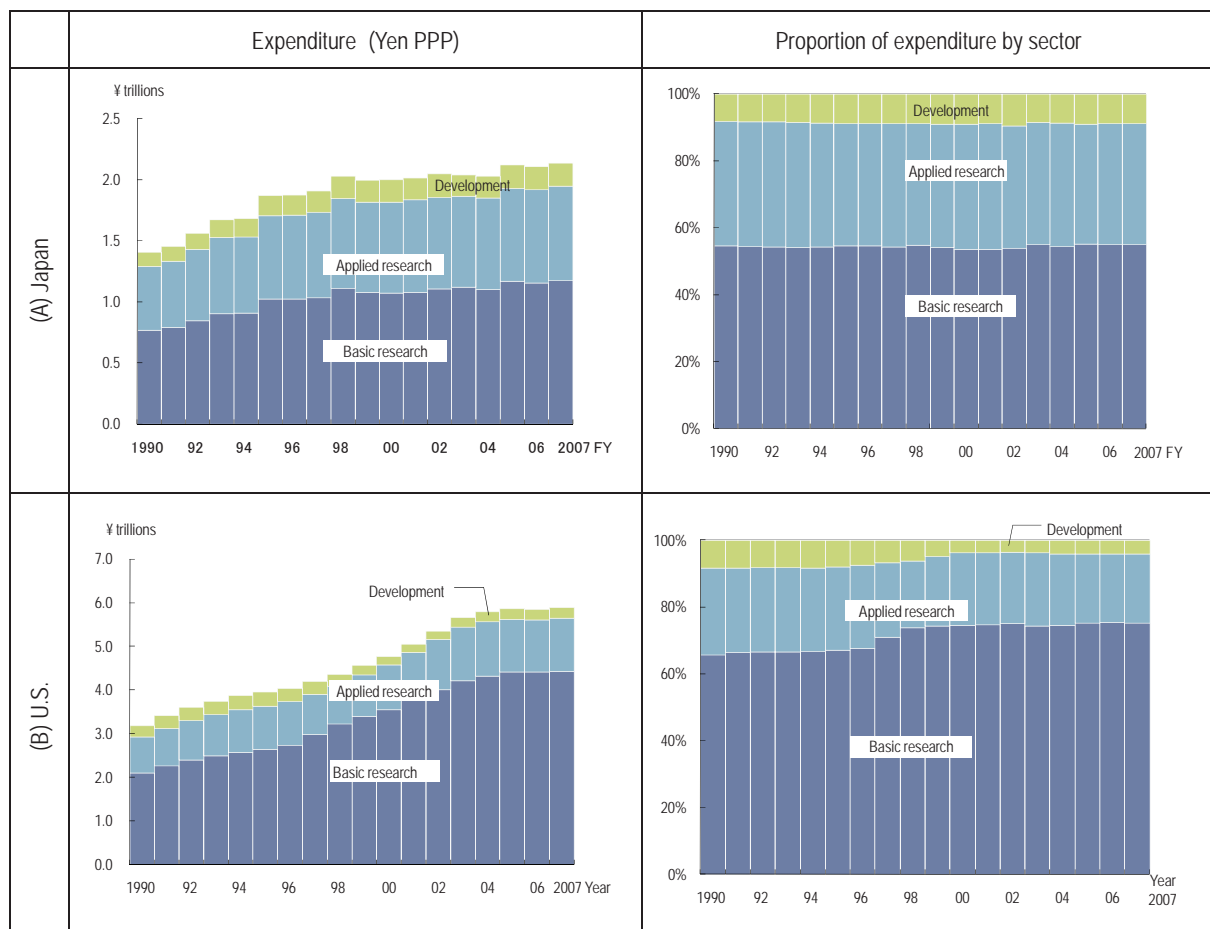 Expenditure (Yen PPP)
Proportion of expenditure by sector
(A) Japan
¥ trillions
2.5
2.0
1.5
1.0
0.5
0.0
Development
Applied research
Basic research
1990 92 94 96 98 00 02 04 06 2007 FY
100%
80%
60%
40%
20%
0%
Development
Applied research
Basic research
1990 92 94 96 98 00 02 04 06 2007 FY
(B) U.S.
¥ trillions
7.0
6.0
5.0
4.0
3.0
2.0
1.0
0.0
Development
Applied research
Basic research
1990 92 94 96 98 00 02 04 06 2007 Year
100%
80%
60%
40%
20%
0%
Development
Applied research
Basic research
Year
1990 92 94 96 98 00 02 04 06 2007